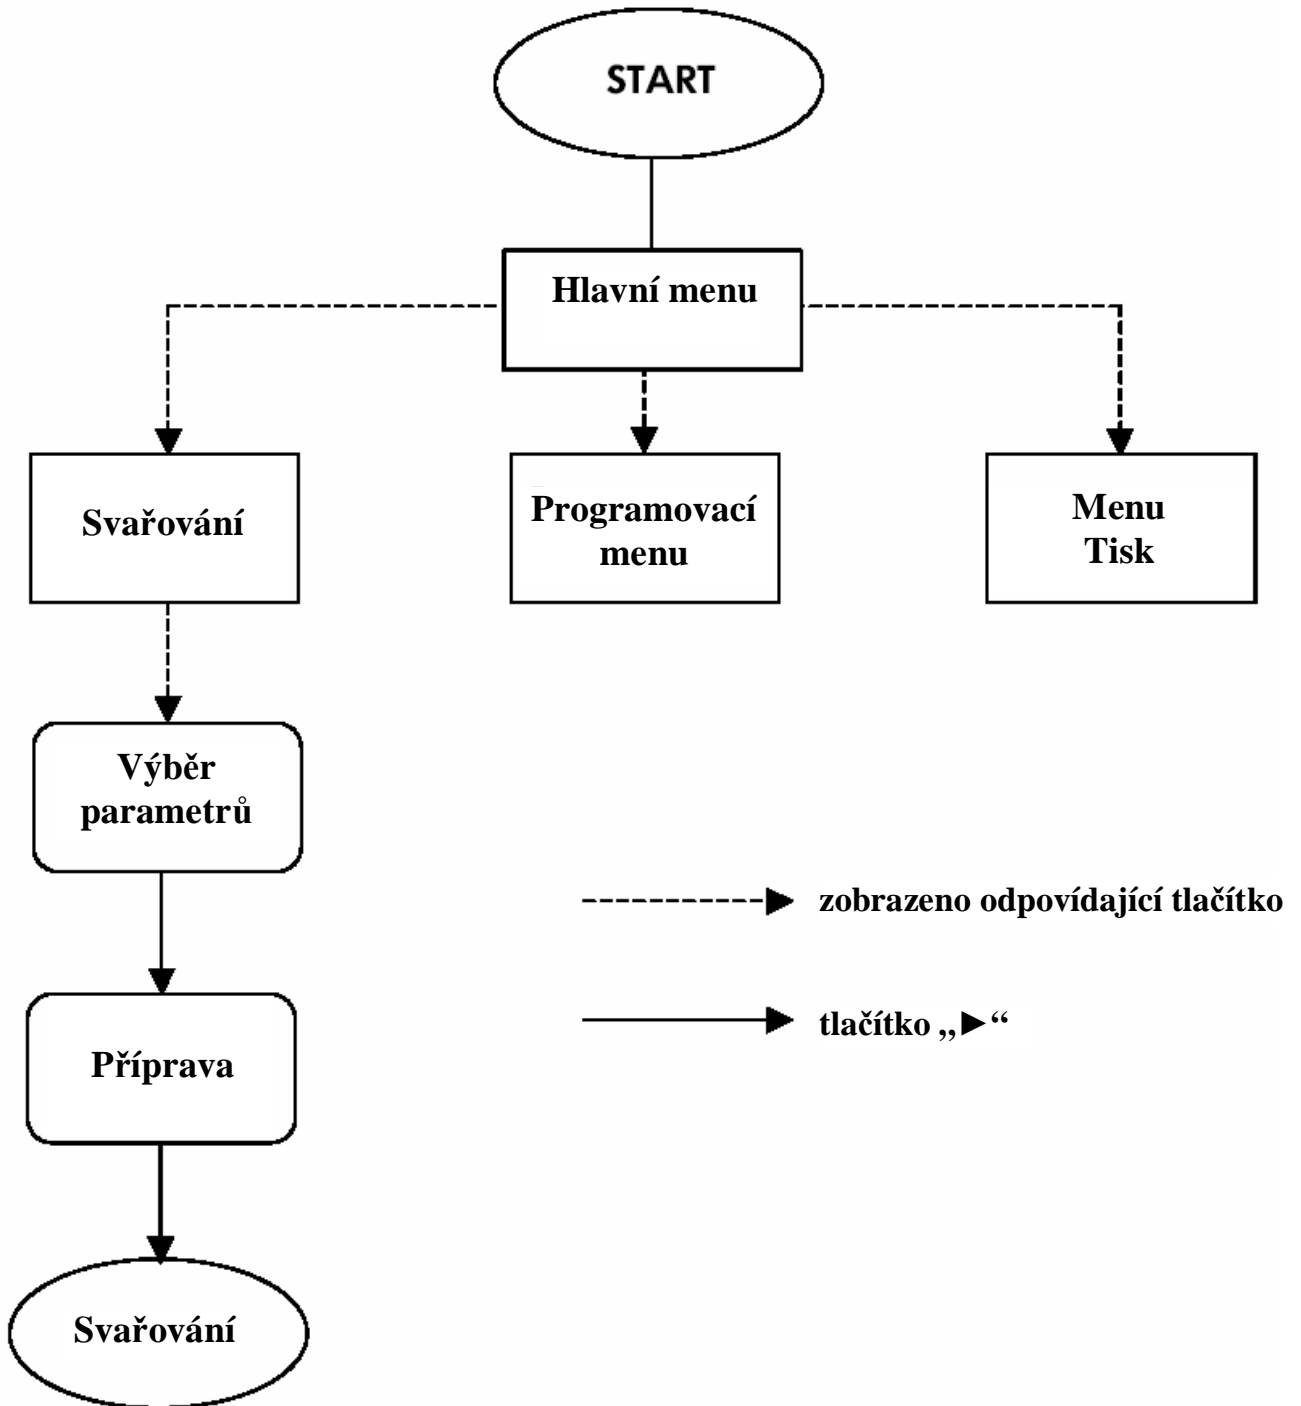 START
Hlavní menu
Svařování
Programovací
menu
Menu
Tisk
Výběr
parametrů
zobrazeno odpovídající tlačítko
Příprava
tlačítko „►“
Svařování